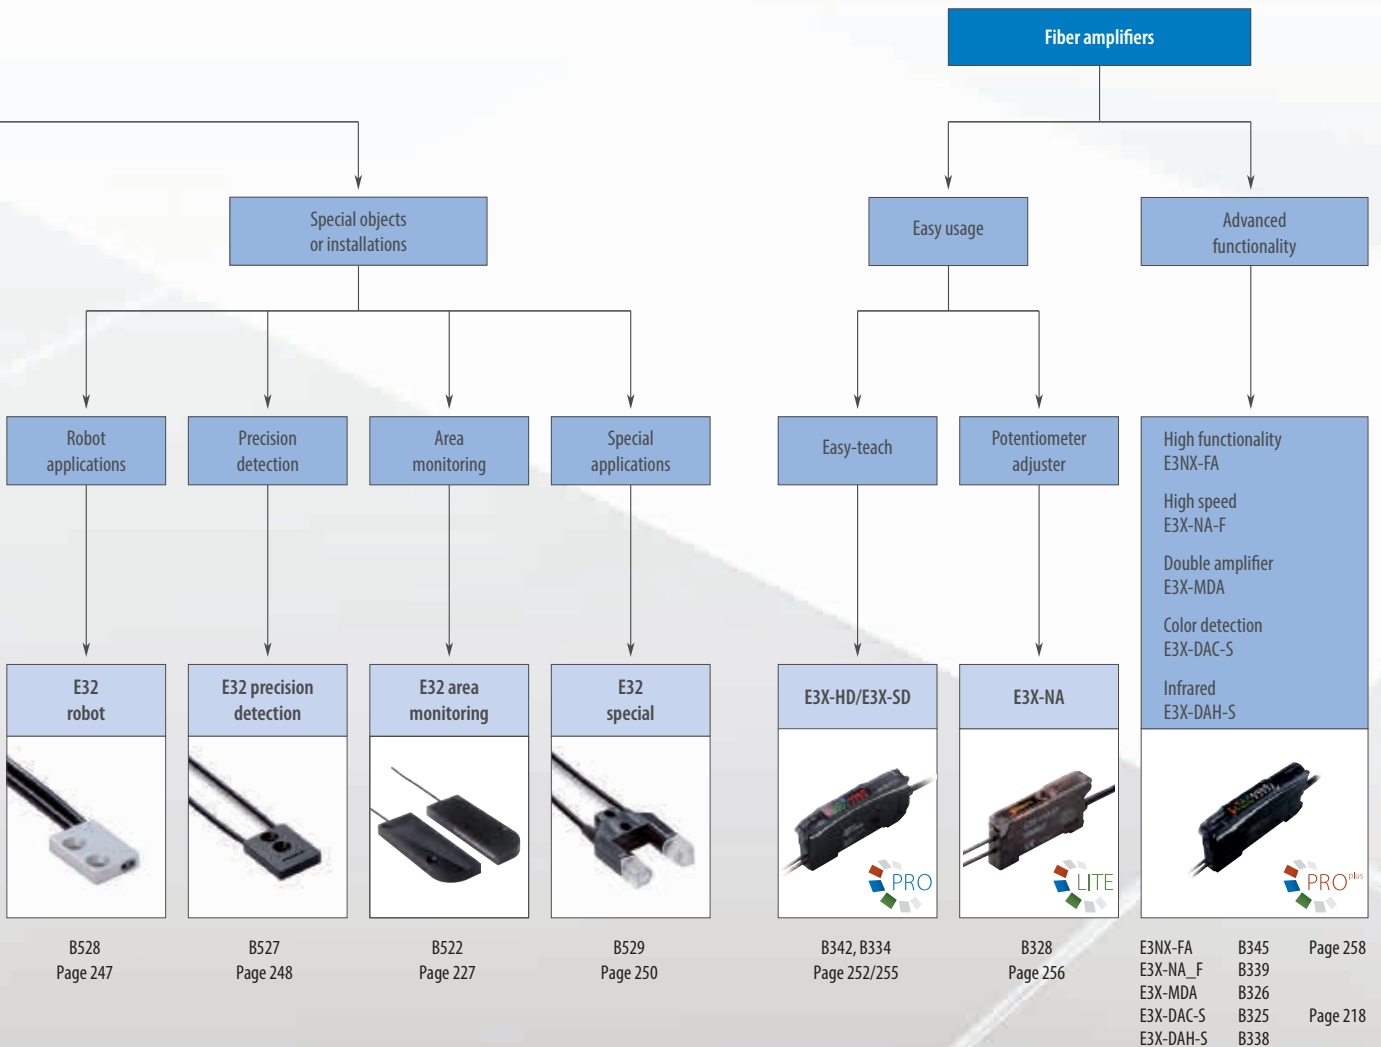 Fiber amplifiers
Special objects
or installations
Easy usage
Advanced
functionality
Robot
applications
Precision
detection
Area
monitoring
Special
applications
Easy-teach
Potentiometer
adjuster
High functionality
E3NX-FA
High speed
E3X-NA-F
Double amplifier
E3X-MDA
Color detection
E3X-DAC-S
Infrared
E3X-DAH-S
E32
robot
E32 precision
detection
E32 area
monitoring
E32
special
E3X-HD/E3X-SD
E3X-NA
PRO
LITE
PROplus
B528
Page 247
B527
Page 248
B522
Page 227
B529
Page 250
B342, B334
Page 252/255
B328
Page 256
E3NX-FA B345 Page 258
E3X-NA_F B339
E3X-MDA B326
E3X-DAC-S B325 Page 218
E3X-DAH-S B338